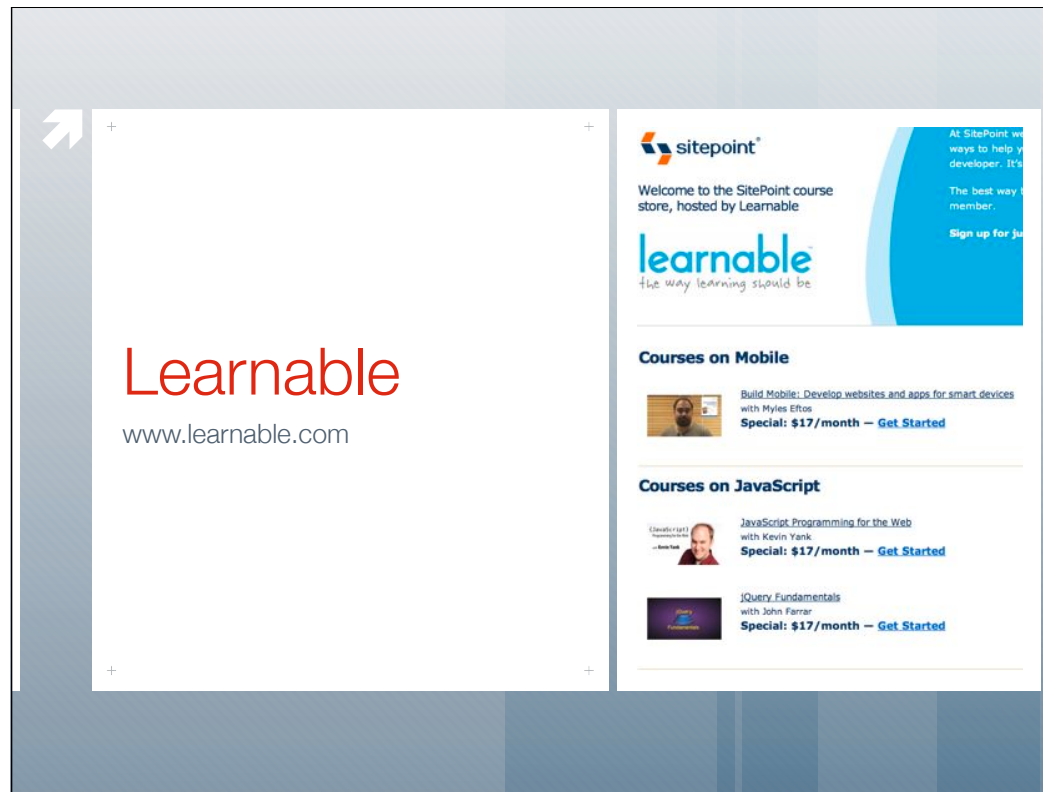 Learnable
www.learnable.com
sitepoint®
Welcome to the SitePoint course
store, hosted by Learnable
learnable™
the way learning should be
At SitePoint we
ways to help y
developer. It's
The best way
member.
Sign up for ju
Courses on Mobile
Build Mobile: Develop websites and apps for smart devices
with Myles Eftos
Special: $17/month — Get Started
Courses on JavaScript
JavaScript Programming for the Web
with Kevin Yank
Special: $17/month — Get Started
jQuery Fundamentals
with John Farrar
Special: $17/month — Get Started
jQuery
Fundamentals